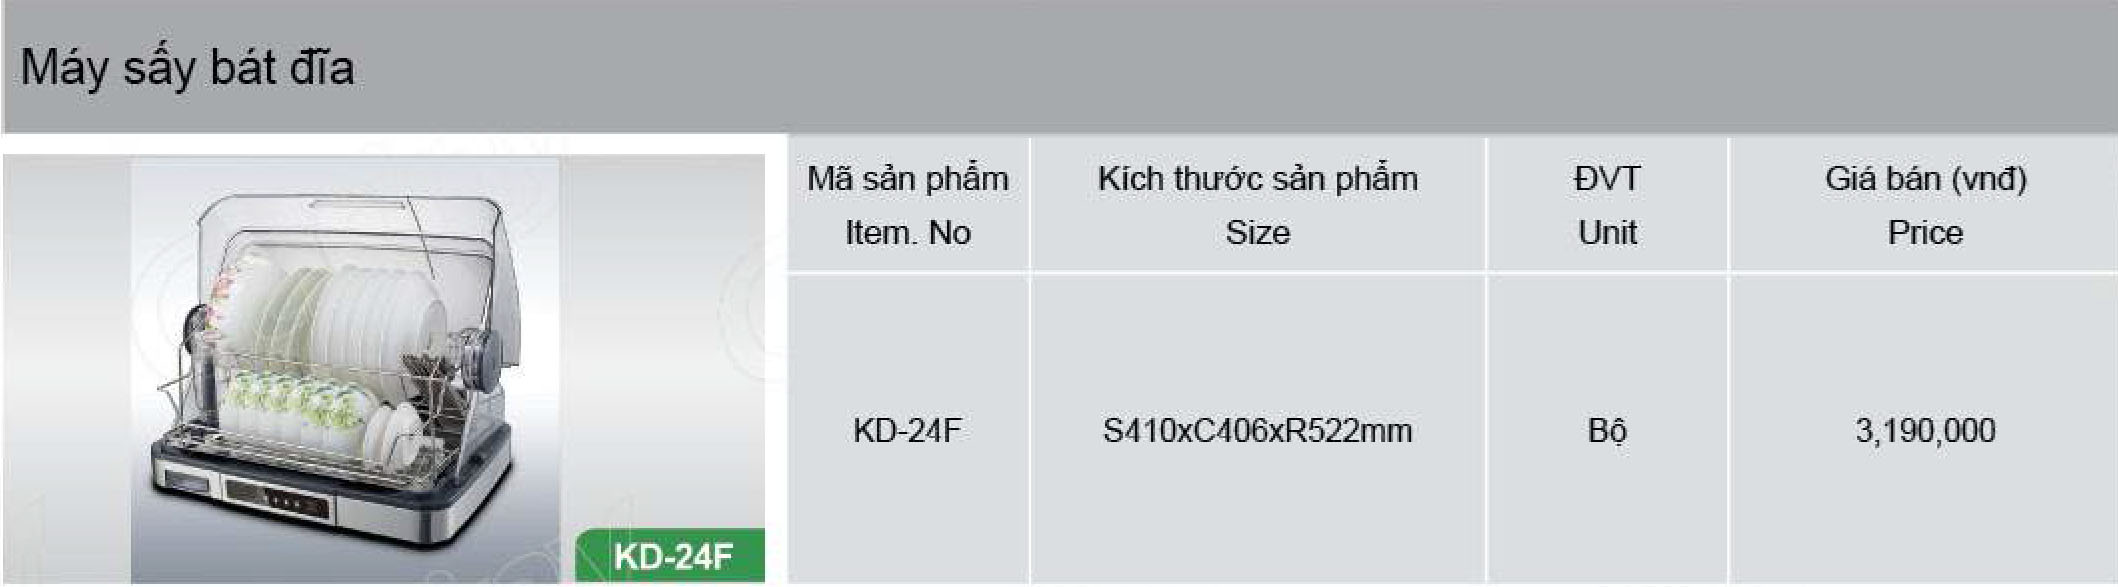 Máy sấy bát đĩa
Mã sản phẩm
Item. No
Kích thước sản phẩm
Size
ĐVT
Unit
Giá bán (vnđ)
Price
KD-24F
S410xC406xR522mm
Bộ
3,190,000
KD-24F